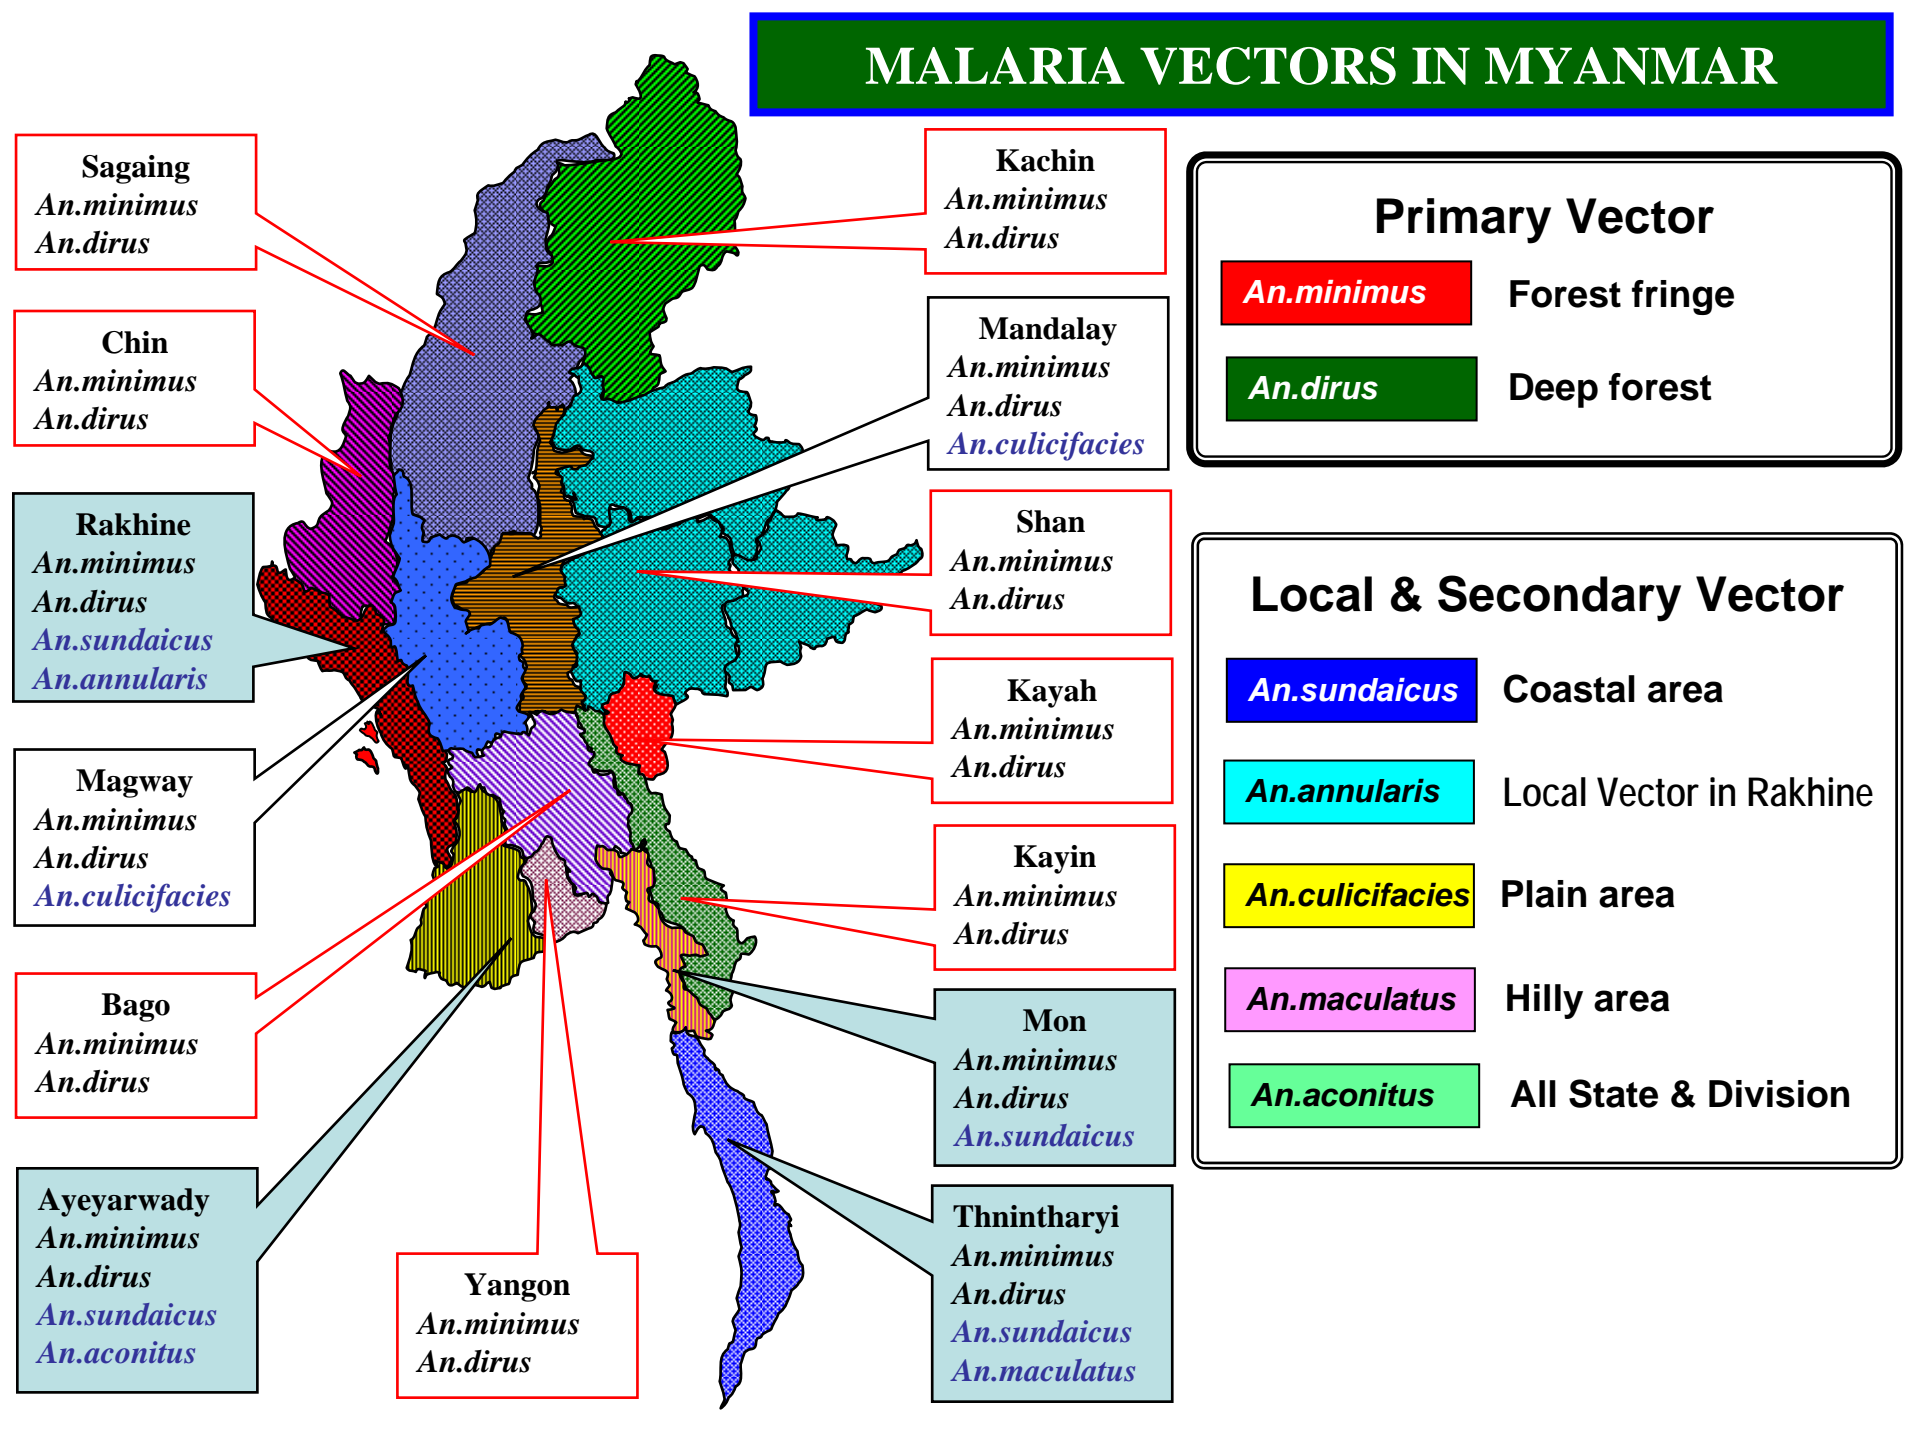 MALARIA VECTORS IN MYANMAR
Sagaing
An.minimus
An.dirus
Chin
An.minimus
An.dirus
Rakhine
An.minimus
An.dirus
An.sundaicus
An.annularis
Magway
An.minimus
An.dirus
An.culicifacies
Bago
An.minimus
An.dirus
Ayeyarwady
An.minimus
An.dirus
An.sundaicus
An.aconitus
Yangon
An.minimus
An.dirus
Kachin
An.minimus
An.dirus
Mandalay
An.minimus
An.dirus
An.culicifacies
Shan
An.minimus
An.dirus
Kayah
An.minimus
An.dirus
Kayin
An.minimus
An.dirus
Mon
An.minimus
An.dirus
An.sundaicus
Thnintharyi
An.minimus
An.dirus
An.sundaicus
An.maculatus
Primary Vector
An.minimus Forest fringe
An.dirus Deep forest
Local & Secondary Vector
An.sundaicus Coastal area
An.annularis Local Vector in Rakhine
An.culicifacies Plain area
An.maculatus Hilly area
An.aconitus All State & Division